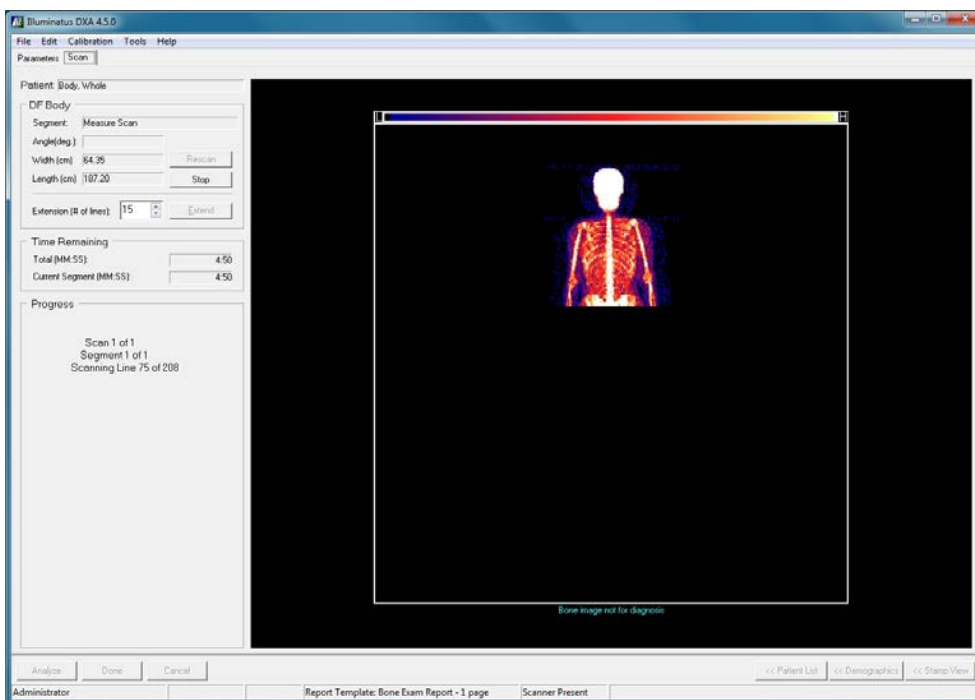 Illuminatus DXA 4.5.0
File Edit Calibration Tools Help
Parameters Scan
Patient: Body, Whole
DF Body
Segment: Measure Scan
Angle(deg.):
Width (cm) 64.35 Rescan
Length (cm) 187.20 Stop
Extension (# of lines): 15 Extend
Time Remaining
Total (MM:SS): 4:50
Current Segment (MM:SS): 4:50
Progress
Scan 1 of 1
Segment 1 of 1
Scanning Line 75 of 208
L H
Bone image not for diagnosis
Analyze Done Cancel << Patient List << Demographics << Stamp View
Administrator Report Template: Bone Exam Report - 1 page Scanner Present